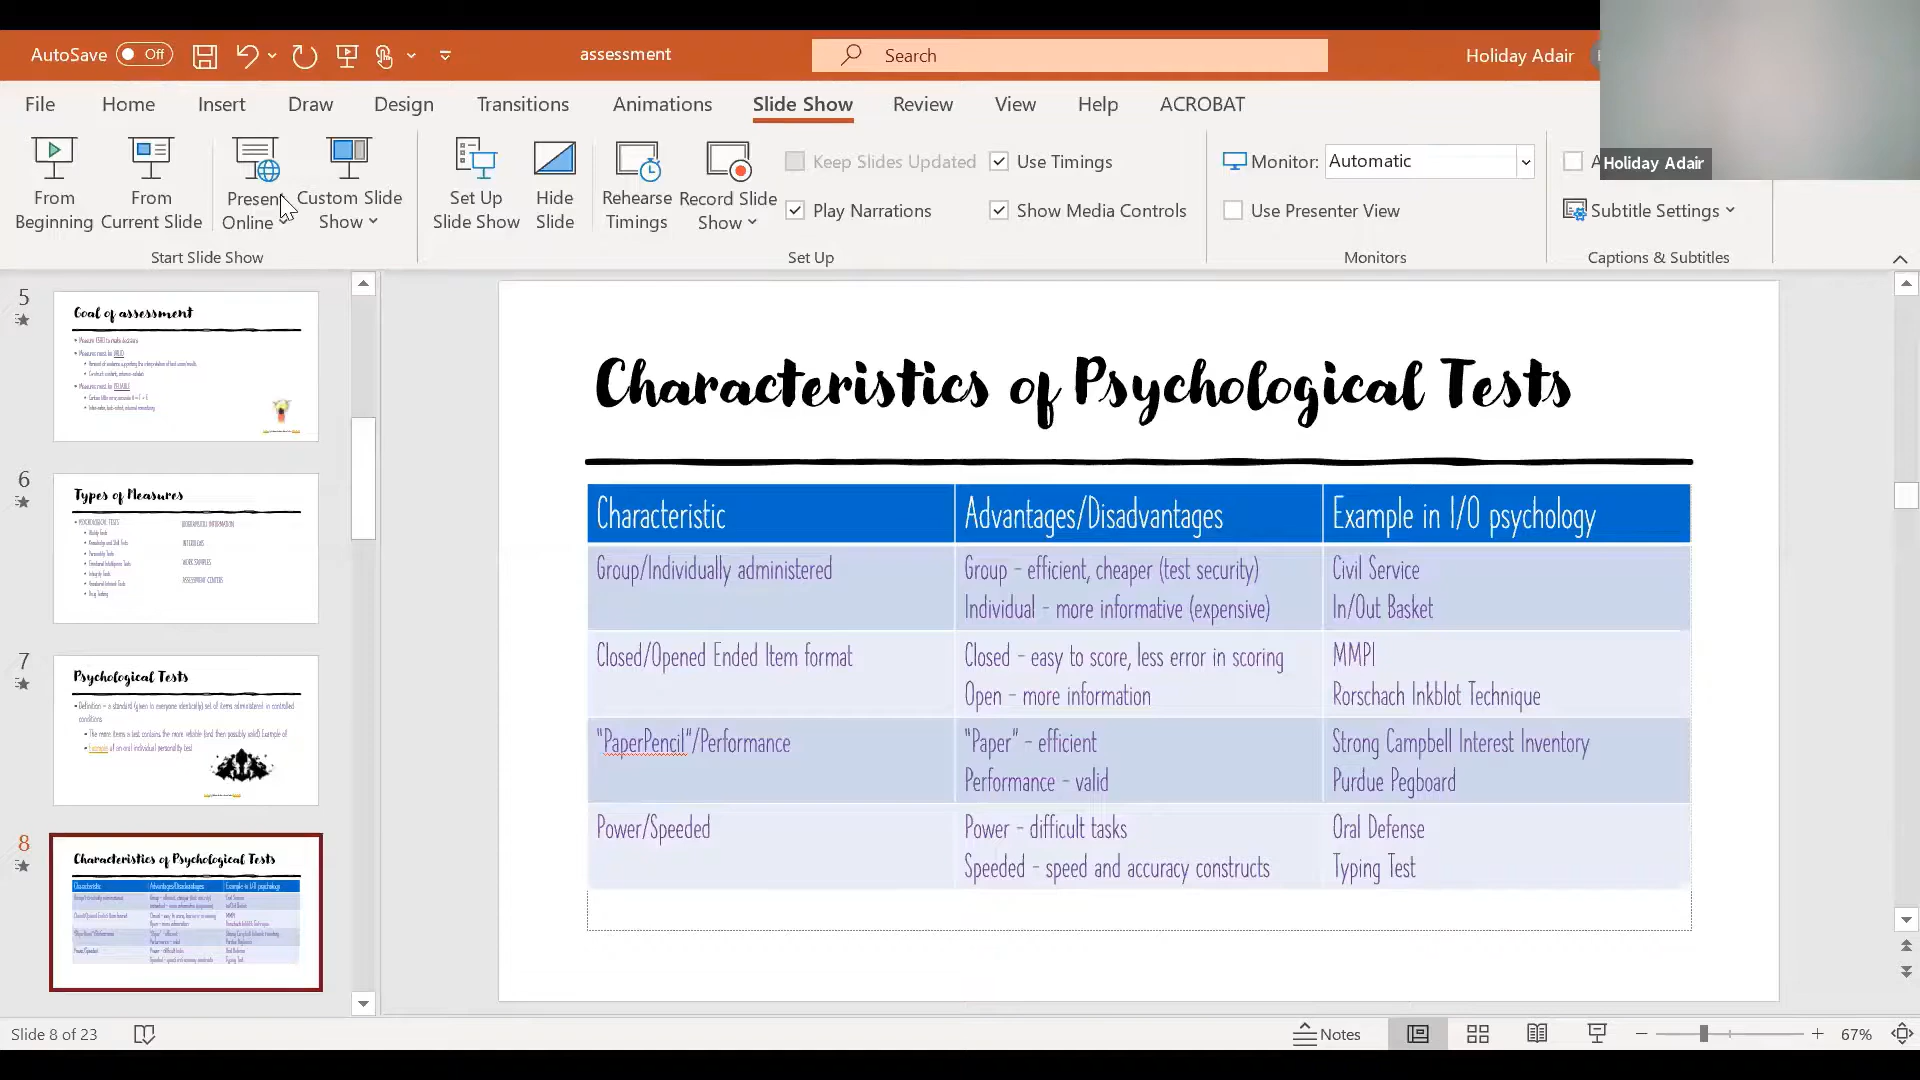 AutoSave Off
assessment
Search
Holiday Adair
File Home Insert Draw Design Transitions Animations Slide Show Review View Help ACROBAT
From Beginning
From Current Slide
Present Online
Custom Slide Show
Set Up Slide Show
Hide Slide
Rehearse Timings
Record Slide Show
Keep Slides Updated
Use Timings
Play Narrations
Show Media Controls
Monitor: Automatic
Use Presenter View
Holiday Adair
Subtitle Settings
Start Slide Show
Set Up
Monitors
Captions & Subtitles
5
Goal of assessment
6
Types of Measures
7
Psychological Tests
8
Characteristics of Psychological Tests
Characteristics of Psychological Tests
Characteristic Advantages/Disadvantages Example in I/O psychology
Group/Individually administered Group - efficient, cheaper (test security) Civil Service
Individual - more informative (expensive) In/Out Basket
Closed/Opened Ended Item format Closed - easy to score, less error in scoring MMPI
Open - more information Rorschach Inkblot Technique
"PaperPencil"/Performance "Paper" - efficient Strong Campbell Interest Inventory
Performance - valid Purdue Pegboard
Power/Speeded Power - difficult tasks Oral Defense
Speeded - speed and accuracy constructs Typing Test
Slide 8 of 23
Notes
67%